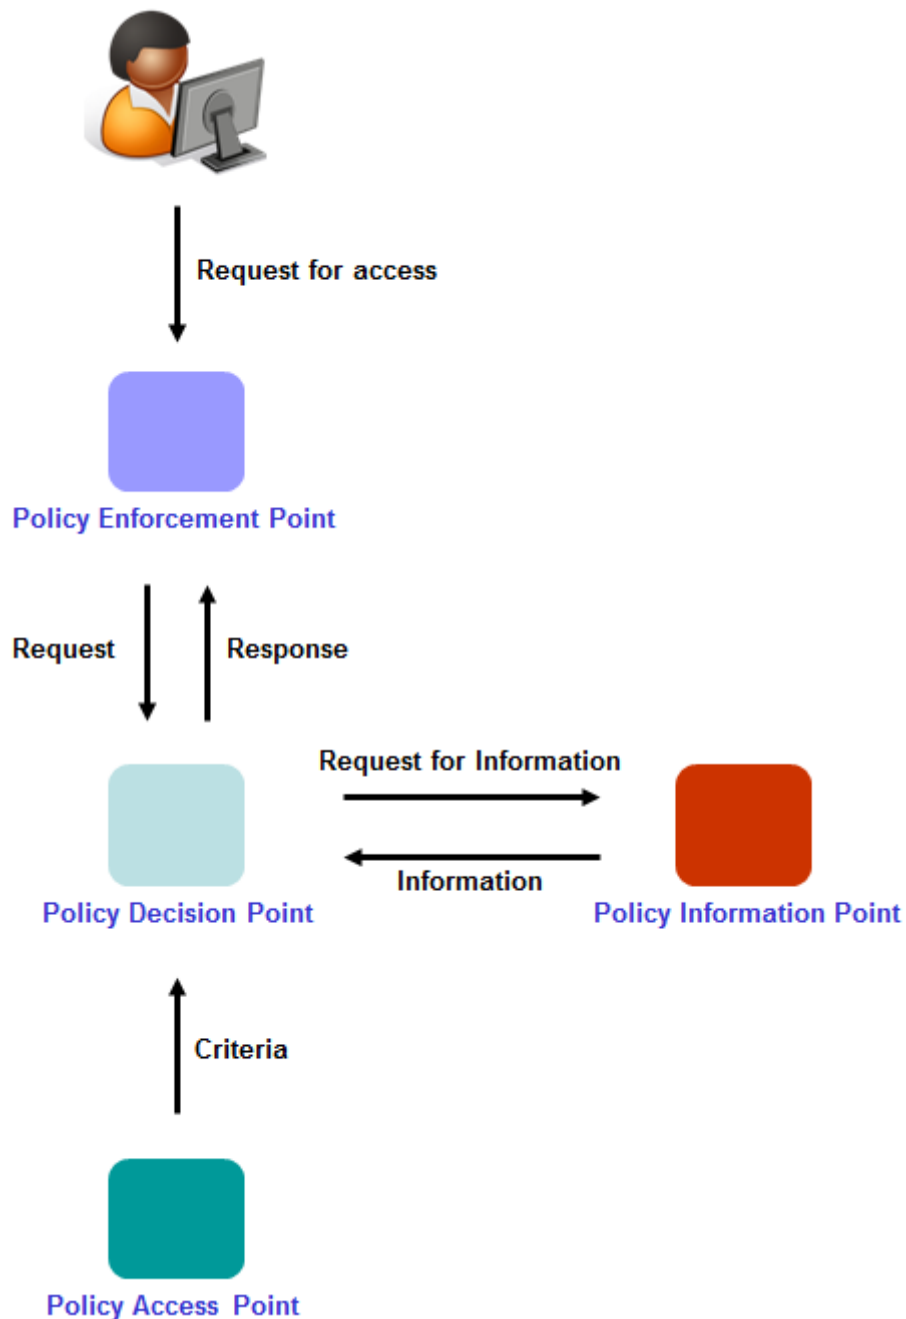 Request for access
Policy Enforcement Point
Request
Response
Request for Information
Information
Policy Decision Point
Policy Information Point
Criteria
Policy Access Point